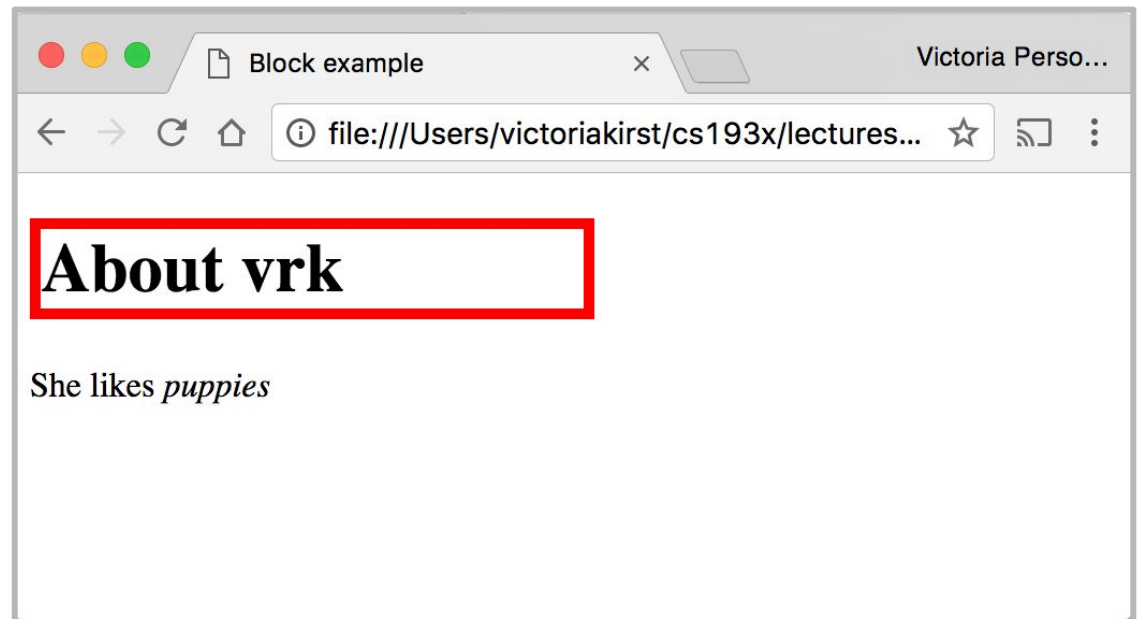 Block example
Victoria Perso...
file:///Users/victoriakirst/cs193x/lectures...
About vrk
She likes puppies